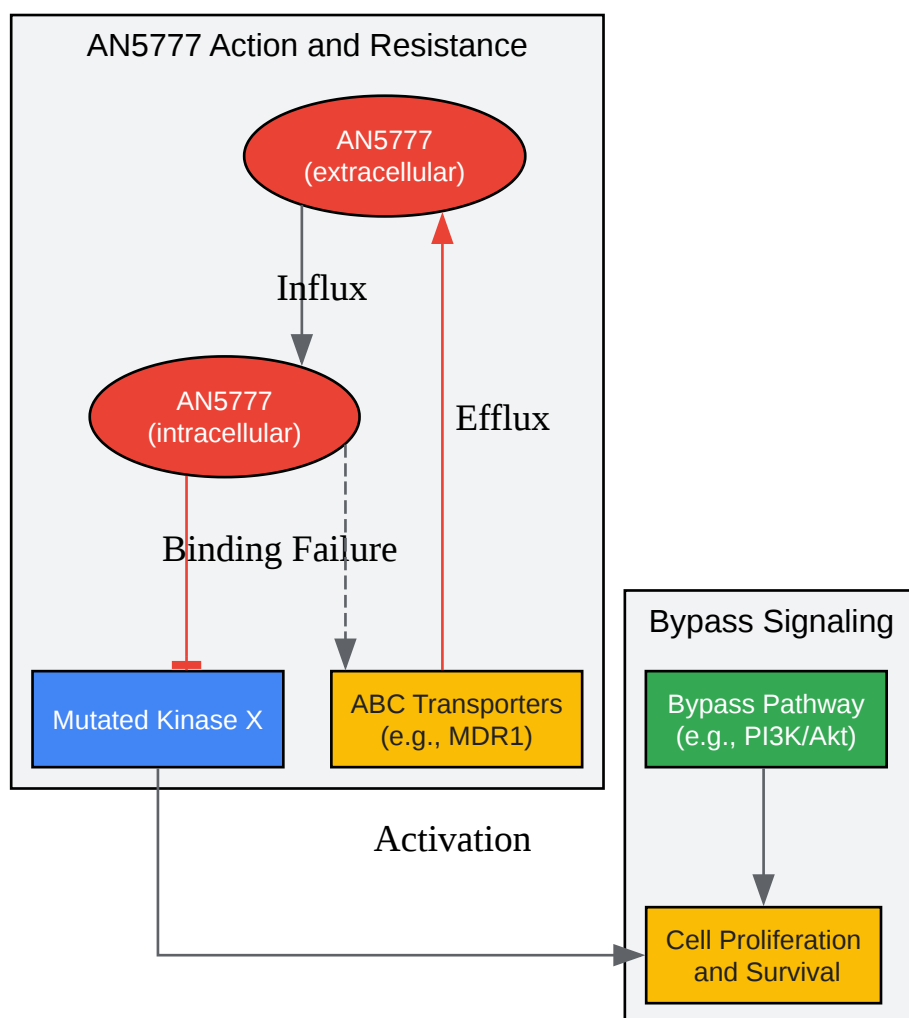 AN5777 Action and Resistance
AN5777
(extracellular)
Influx
AN5777
(intracellular)
Efflux
Binding Failure
Bypass Signaling
Mutated Kinase X
ABC Transporters
(e.g., MDR1)
Bypass Pathway
(e.g., PI3K/Akt)
Activation
Cell Proliferation
and Survival